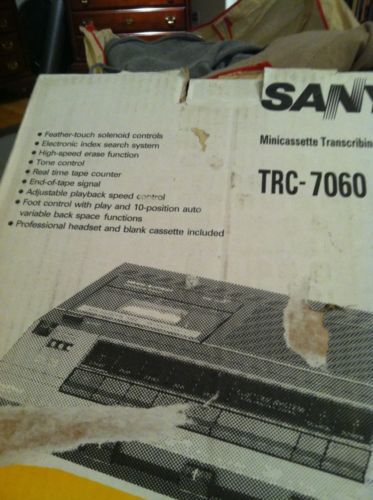 SANY
Minicassette Transcribin
TRC-7060
• Feather-touch solenoid controls
• Electronic index search system
• High-speed erase function
• Tone control
• Real time tape counter
• End-of-tape signal
• Adjustable playback speed control
• Foot control with play and 10-position auto
variable back space functions
• Professional headset and blank cassette included